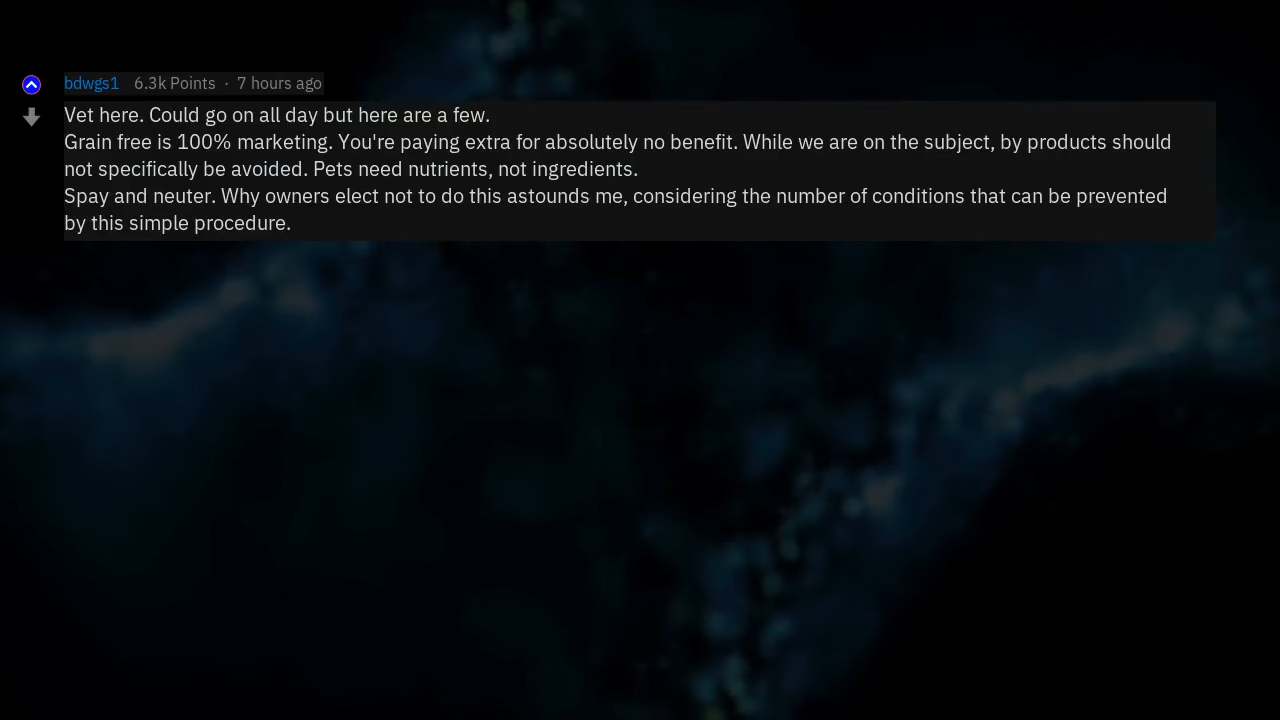 bdwgs1 6.3k Points · 7 hours ago
Vet here. Could go on all day but here are a few.
Grain free is 100% marketing. You're paying extra for absolutely no benefit. While we are on the subject, by products should
not specifically be avoided. Pets need nutrients, not ingredients.
Spay and neuter. Why owners elect not to do this astounds me, considering the number of conditions that can be prevented
by this simple procedure.